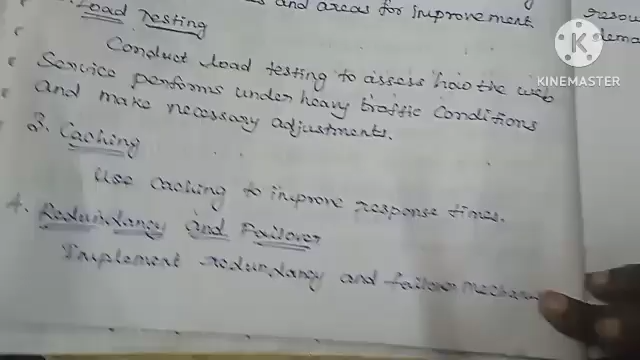 and areas for improvement
Load Testing
Conduct load testing to assess how the web
Service performs under heavy traffic conditions
and make necessary adjustments.
3. Caching
Use caching to improve response times.
4. Redundancy and Failover
Implement redundancy and failover
KINEMASTER